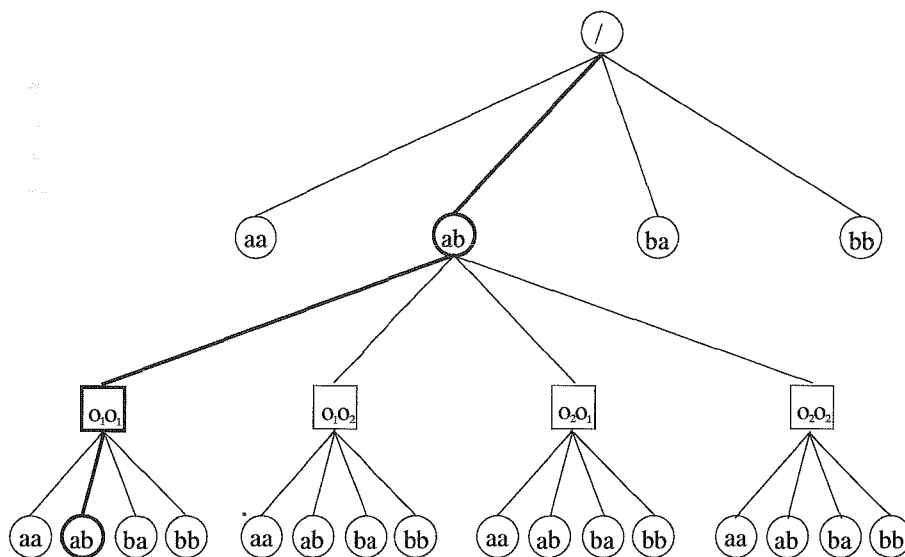 /
aa ab ba bb
o₁o₁ o₁o₂ o₂o₁ o₂o₂
aa ab ba bb aa ab ba bb aa ab ba bb aa ab ba bb